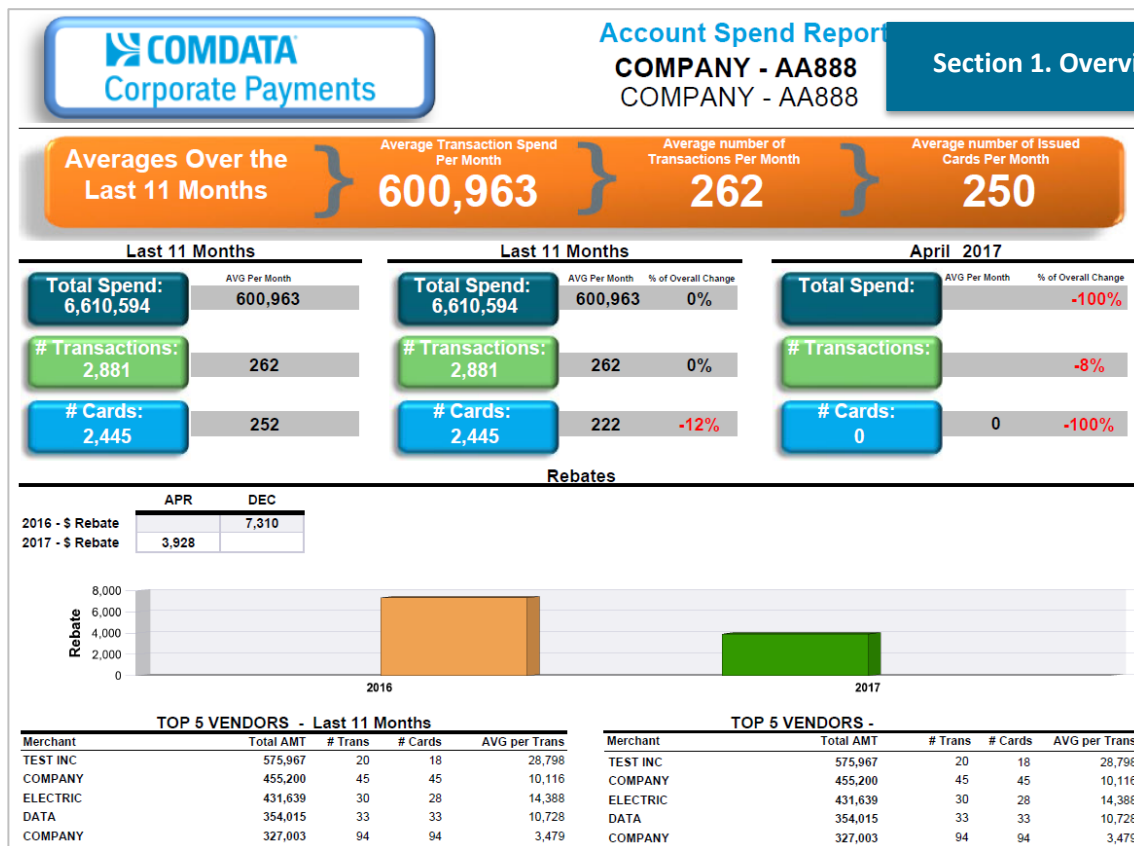 COMDATA
Corporate Payments
Account Spend Report
COMPANY - AA888
COMPANY - AA888
Section 1. Overvi
Averages Over the
Last 11 Months
}
Average Transaction Spend
Per Month
600,963
}
Average number of
Transactions Per Month
262
}
Average number of Issued
Cards Per Month
250
Last 11 Months
AVG Per Month
Total Spend:
6,610,594
600,963
# Transactions:
2,881
262
# Cards:
2,445
252
Last 11 Months
AVG Per Month % of Overall Change
Total Spend:
6,610,594
600,963 0%
# Transactions:
2,881
262 0%
# Cards:
2,445
222 -12%
April 2017
AVG Per Month % of Overall Change
Total Spend:
-100%
# Transactions:
-8%
# Cards:
0
0 -100%
Rebates
APR DEC
2016 - $ Rebate 7,310
2017 - $ Rebate 3,928
Rebate
8,000
6,000
4,000
2,000
0
2016 2017
TOP 5 VENDORS - Last 11 Months
Merchant Total AMT # Trans # Cards AVG per Trans
TEST INC 575,967 20 18 28,798
COMPANY 455,200 45 45 10,116
ELECTRIC 431,639 30 28 14,388
DATA 354,015 33 33 10,728
COMPANY 327,003 94 94 3,479
TOP 5 VENDORS -
Merchant Total AMT # Trans # Cards AVG per Trans
TEST INC 575,967 20 18 28,798
COMPANY 455,200 45 45 10,116
ELECTRIC 431,639 30 28 14,388
DATA 354,015 33 33 10,728
COMPANY 327,003 94 94 3,479